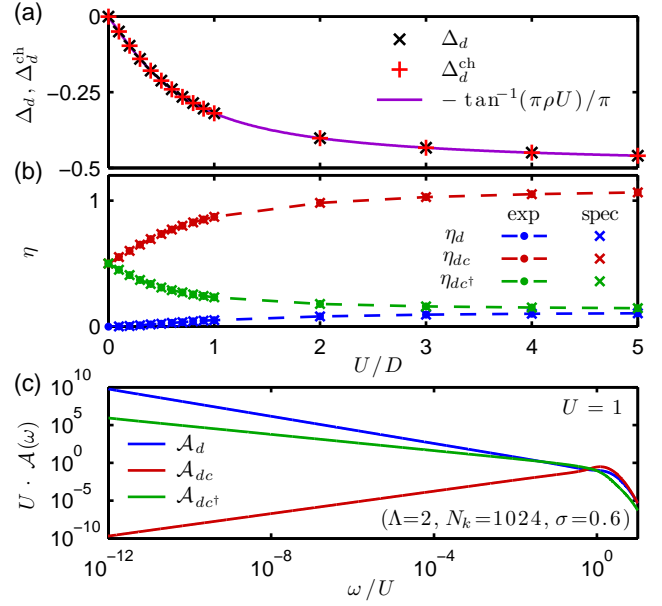 (a)
0
−0.25
−0.5
Δ_d , Δ_d^ch
Δ_d
Δ_d^ch
− tan⁻¹(πρU)/π
(b)
1
0
η
exp spec
η_d
η_dc
η_dc†
0 1 2 3 4 5
U/D
(c)
10^10
10^5
10^0
10^−5
10^−10
U · A(ω)
U = 1
A_d
A_dc
A_dc†
(Λ=2, N_k=1024, σ=0.6)
10^−12 10^−8 10^−4 10^0
ω/U